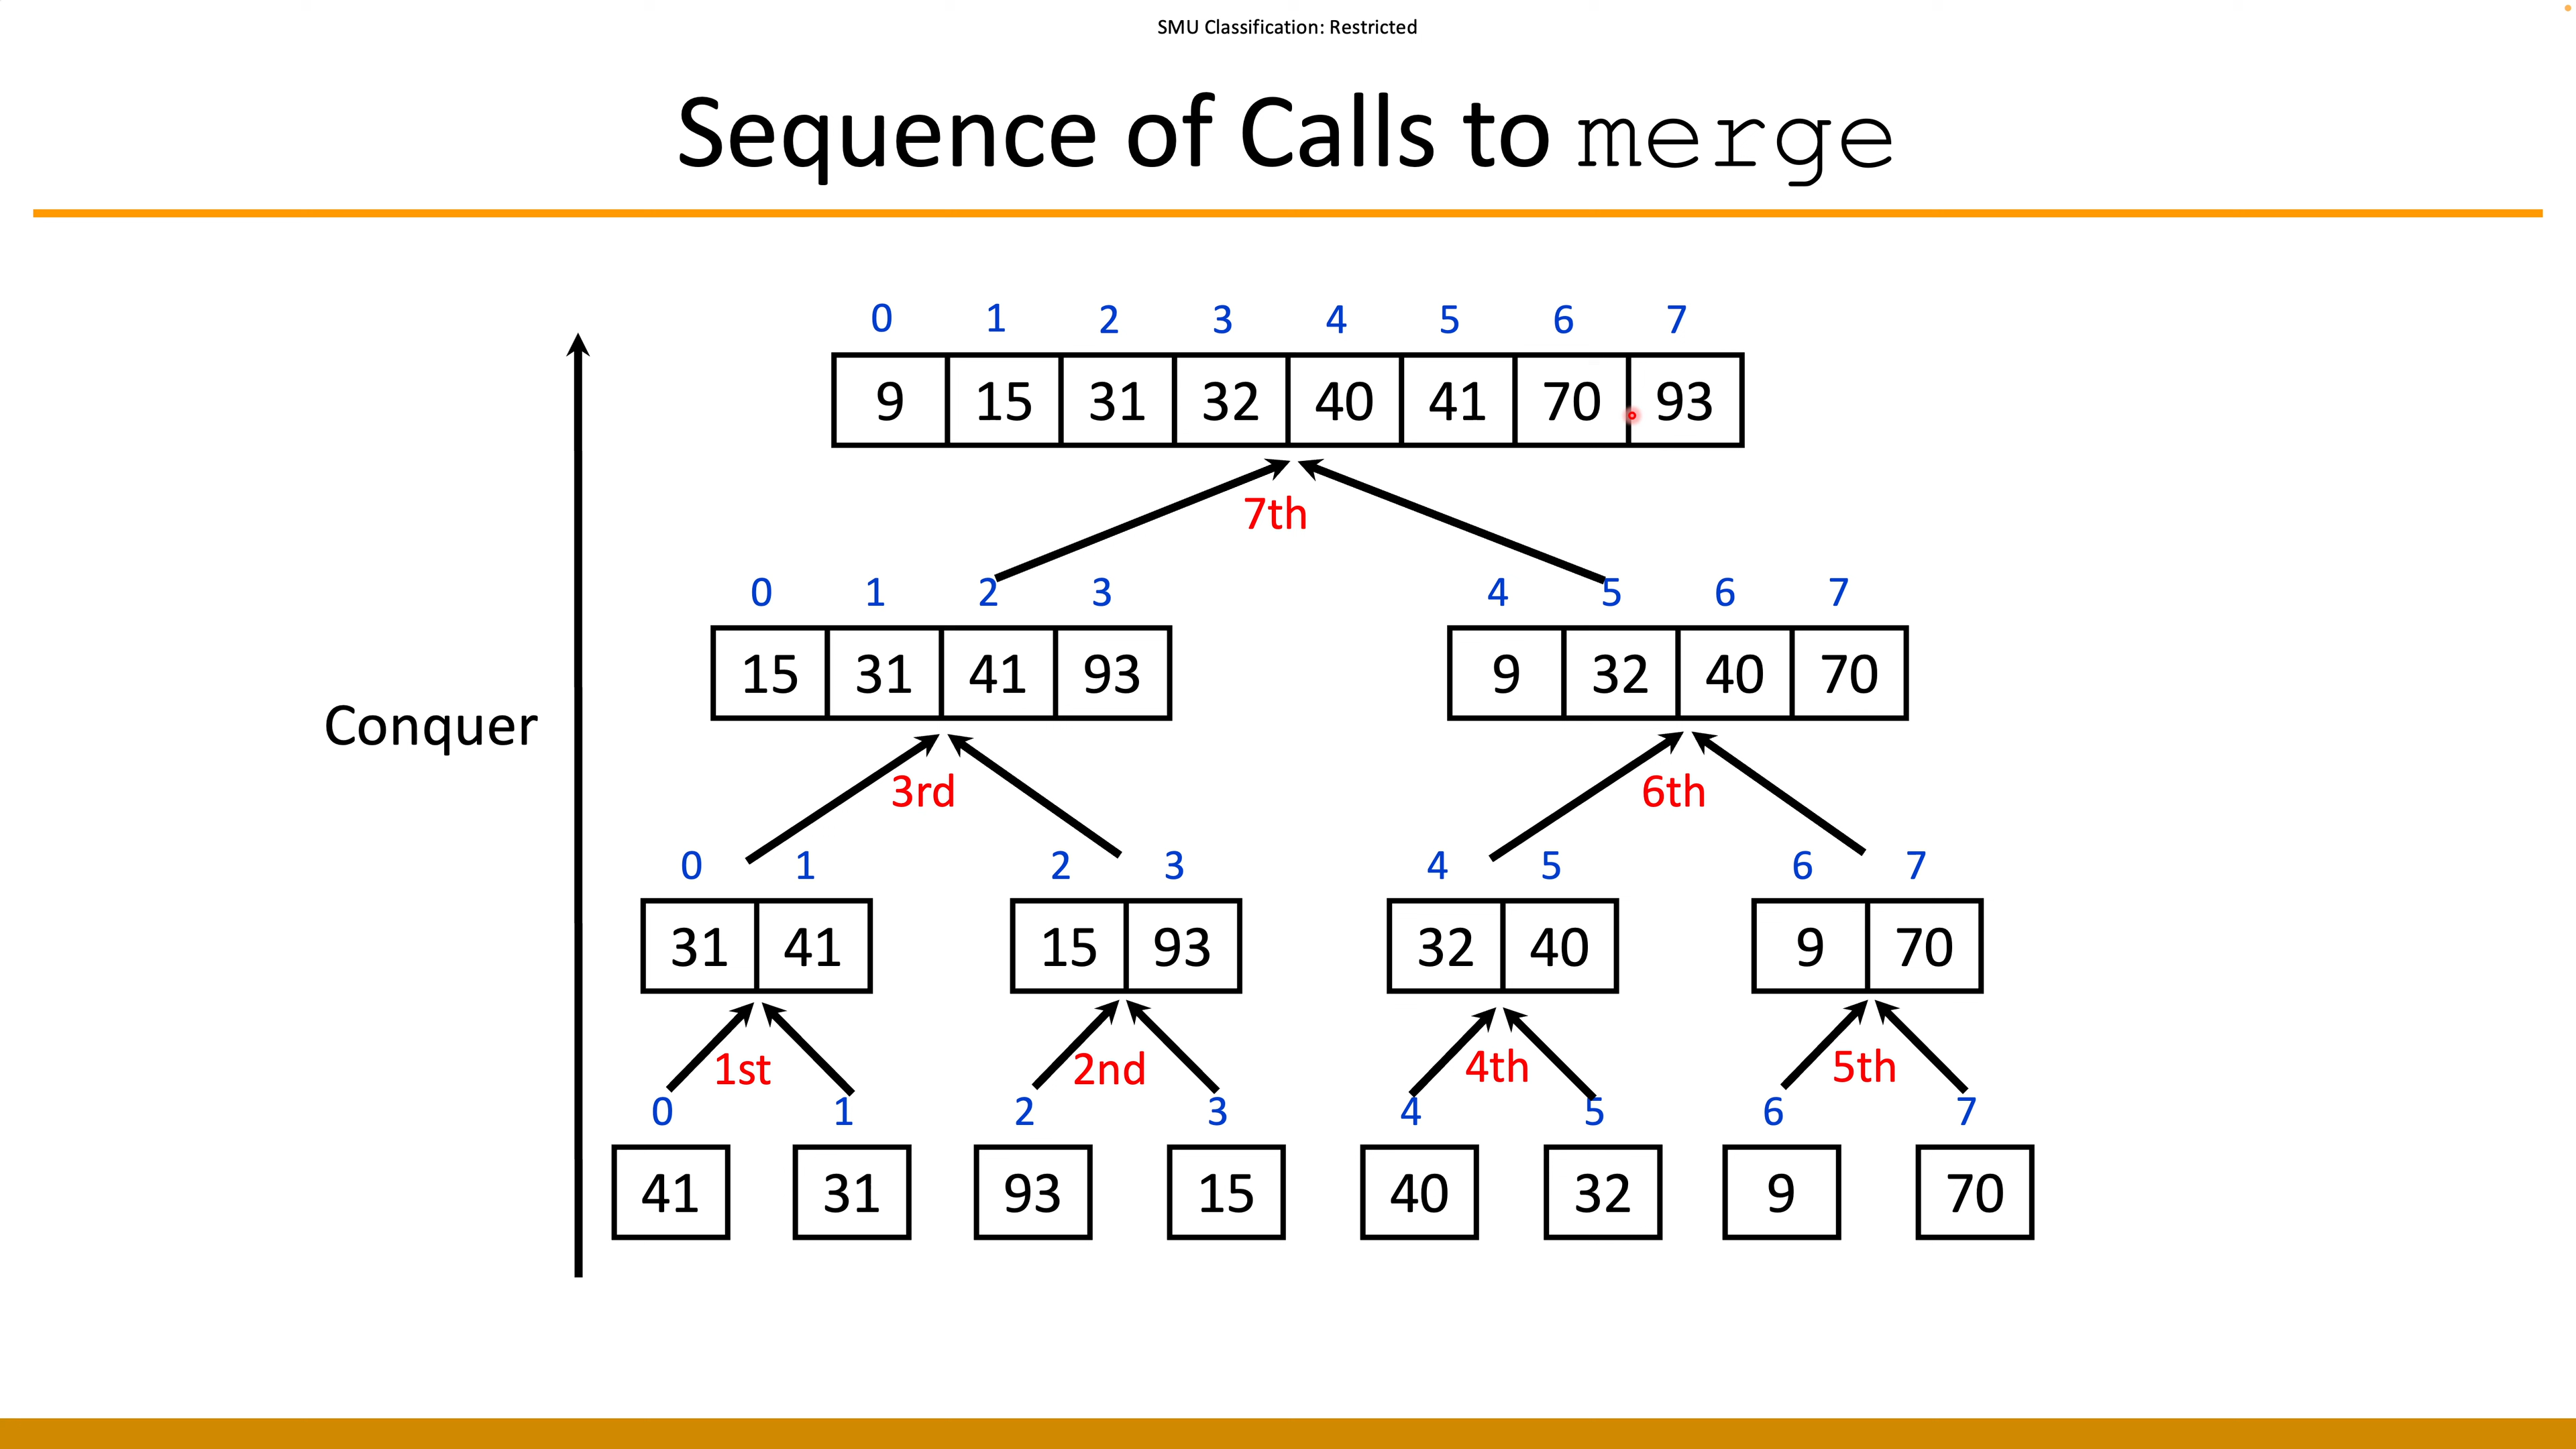 SMU Classification: Restricted
Sequence of Calls to merge
0 1 2 3 4 5 6 7
9 15 31 32 40 41 70 93
7th
0 1 2 3 4 5 6 7
15 31 41 93 9 32 40 70
Conquer
3rd 6th
0 1 2 3 4 5 6 7
31 41 15 93 32 40 9 70
1st 2nd 4th 5th
0 1 2 3 4 5 6 7
41 31 93 15 40 32 9 70